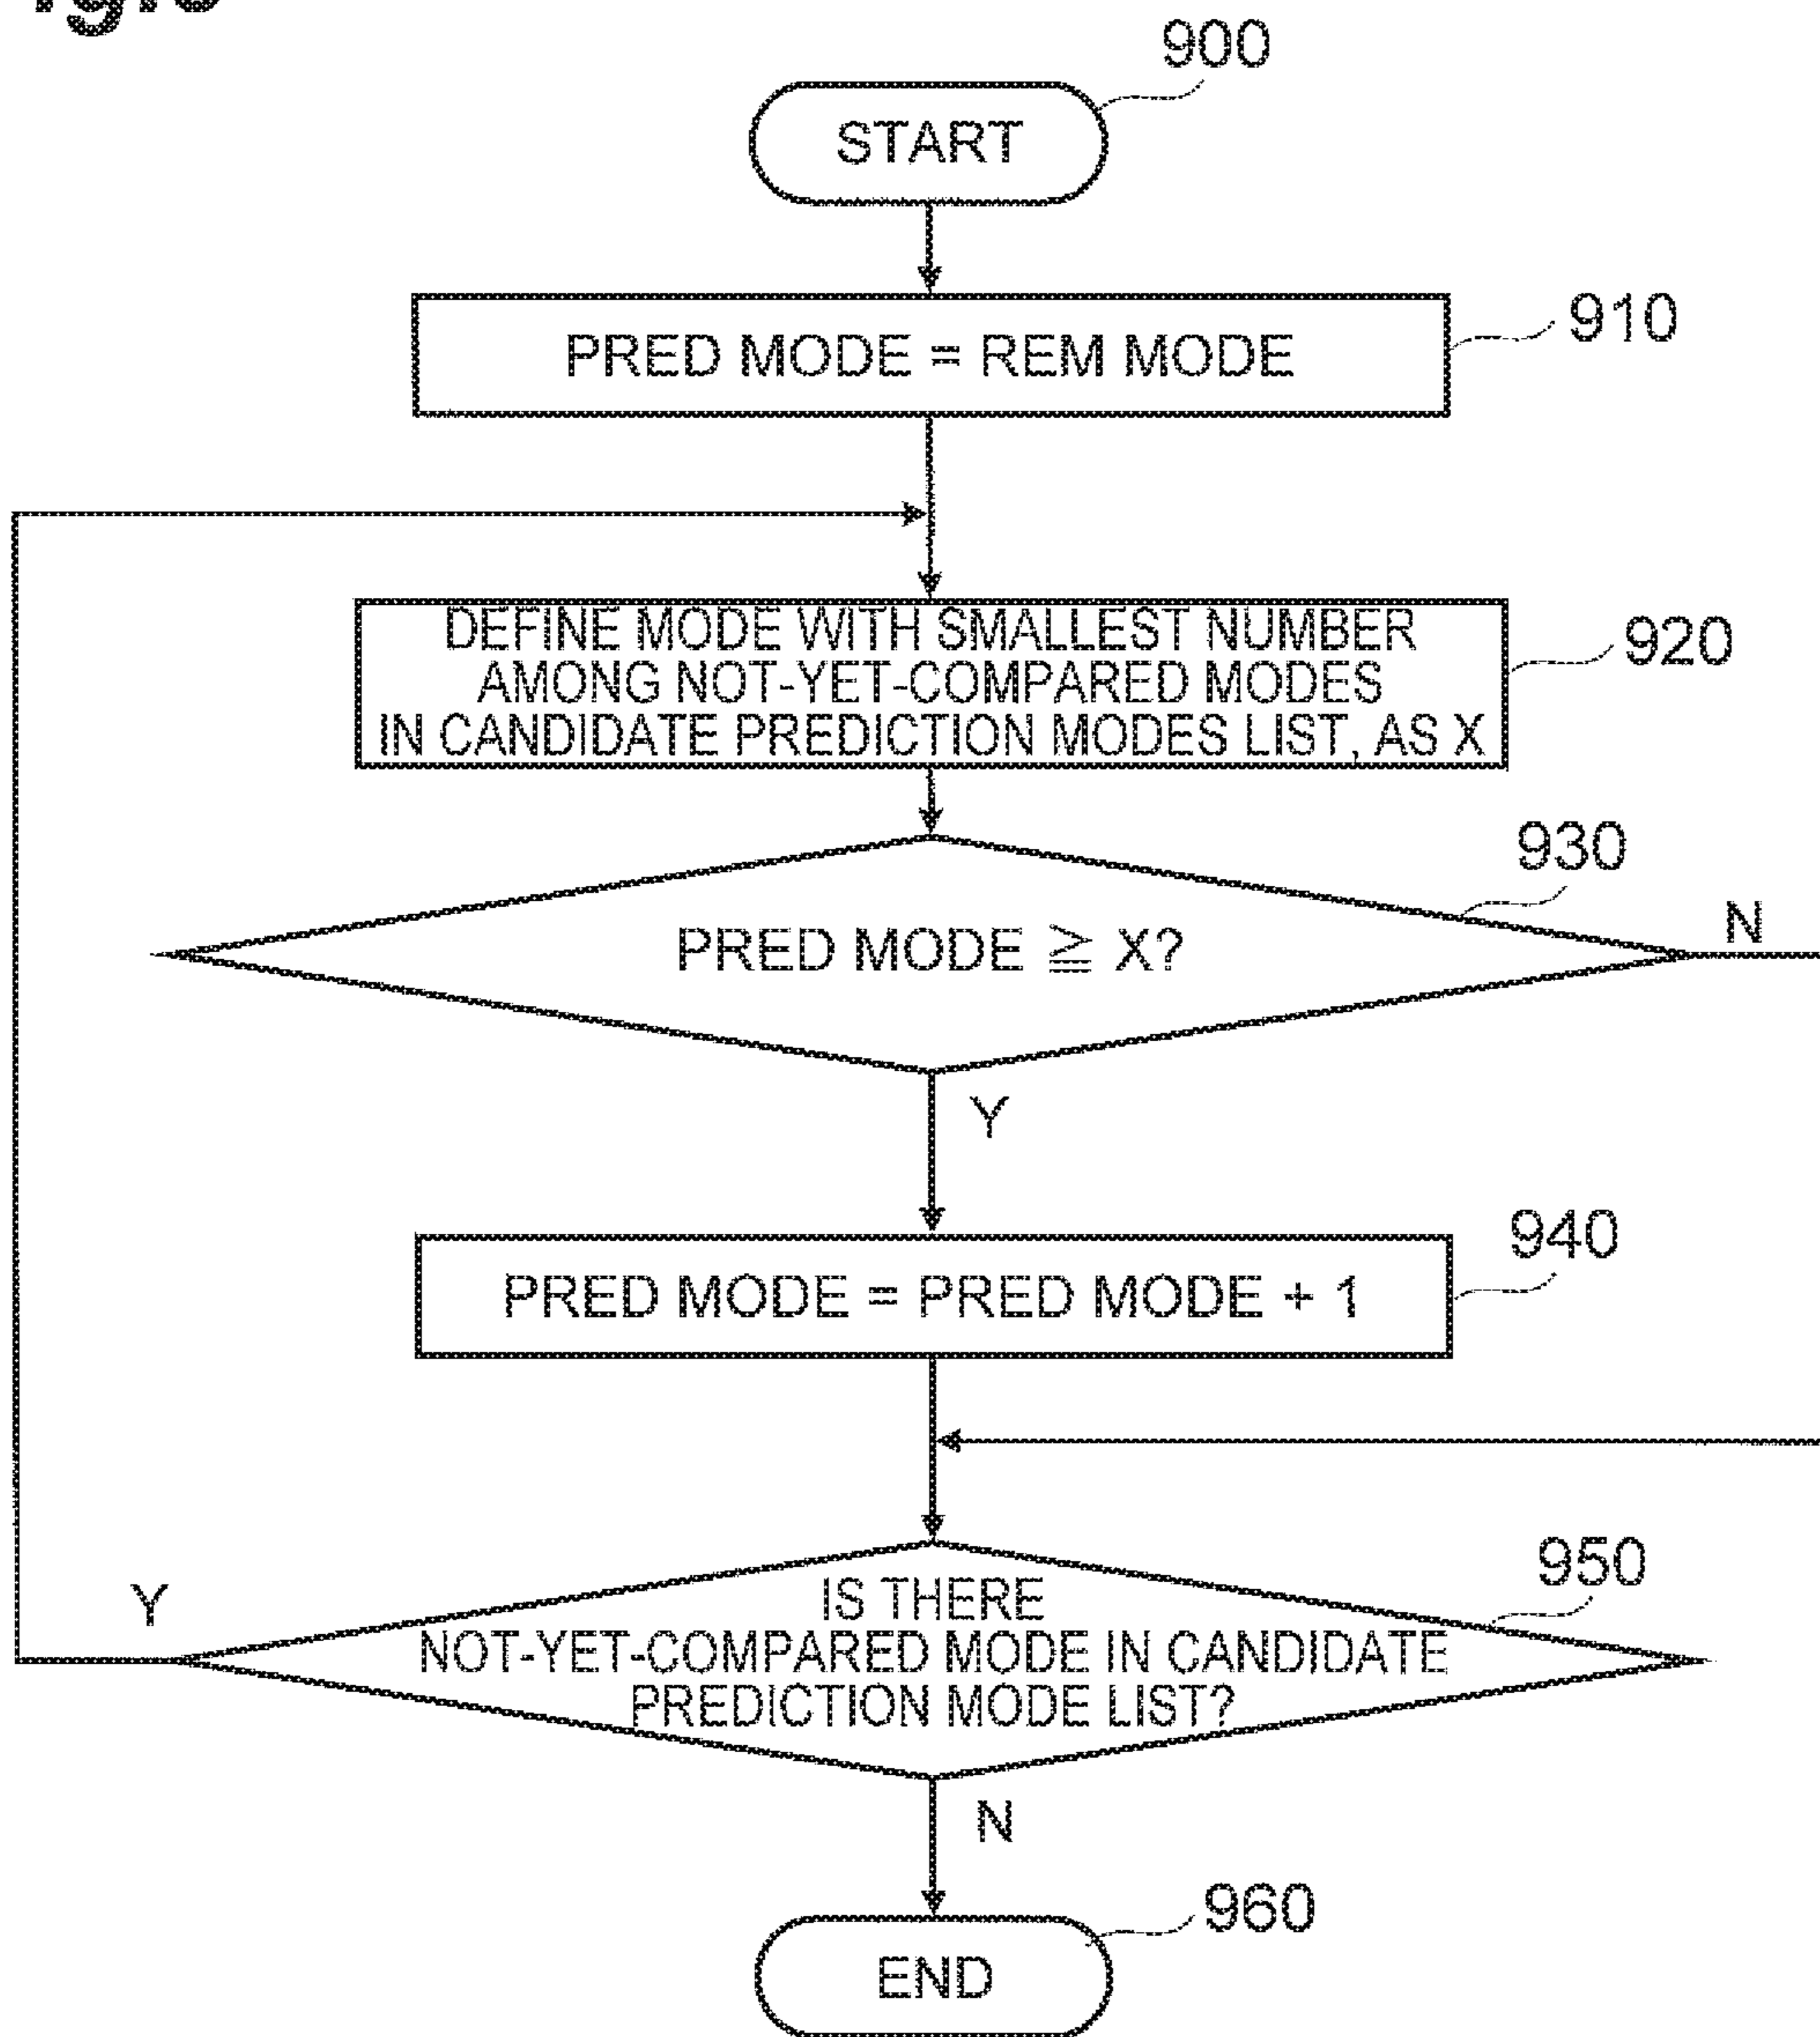 900
START
PRED MODE = REM MODE
910
DEFINE MODE WITH SMALLEST NUMBER
AMONG NOT-YET-COMPARED MODES
IN CANDIDATE PREDICTION MODES LIST, AS X
920
930
PRED MODE ≧ X?
N
Y
940
PRED MODE = PRED MODE + 1
950
Y
IS THERE
NOT-YET-COMPARED MODE IN CANDIDATE
PREDICTION MODE LIST?
N
960
END